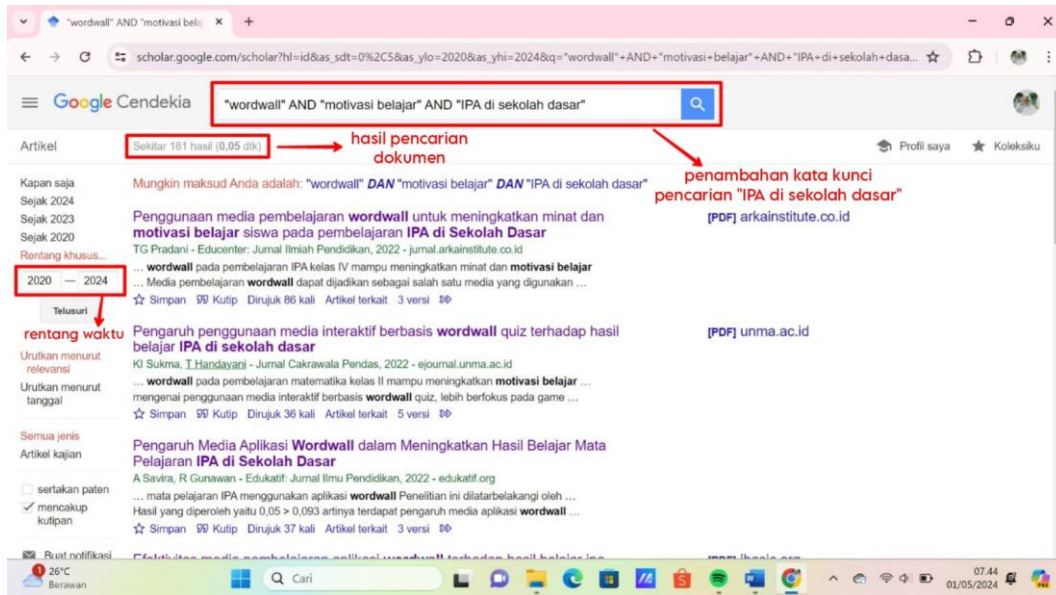 "wordwall" AND "motivasi bela
scholar.google.com/scholar?hl=id&as_sdt=0%2C5&as_ylo=2020&as_yhi=2024&q="wordwall"+AND+"motivasi+belajar"+AND+"IPA+di+sekolah+dasa...
Google Cendekia
"wordwall" AND "motivasi belajar" AND "IPA di sekolah dasar"
Artikel
Sekitar 181 hasil (0,05 dtk)
hasil pencarian
dokumen
Profil saya
Koleksiku
penambahan kata kunci
pencarian "IPA di sekolah dasar"
Kapan saja
Sejak 2024
Sejak 2023
Sejak 2020
Rentang khusus...
2020 — 2024
Telusuri
rentang waktu
Urutkan menurut
relevansi
Urutkan menurut
tanggal
Semua jenis
Artikel kajian
sertakan paten
mencakup
kutipan
Buat notifikasi
Mungkin maksud Anda adalah: "wordwall" DAN "motivasi belajar" DAN "IPA di sekolah dasar"
Penggunaan media pembelajaran wordwall untuk meningkatkan minat dan
motivasi belajar siswa pada pembelajaran IPA di Sekolah Dasar
TG Pradani - Educenter: Jurnal Ilmiah Pendidikan, 2022 - jurnal.arkainstitute.co.id
... wordwall pada pembelajaran IPA kelas IV mampu meningkatkan minat dan motivasi belajar
... Media pembelajaran wordwall dapat dijadikan sebagai salah satu media yang digunakan ...
Simpan Kutip Dirujuk 86 kali Artikel terkait 3 versi
[PDF] arkainstitute.co.id
Pengaruh penggunaan media interaktif berbasis wordwall quiz terhadap hasil
belajar IPA di sekolah dasar
KI Sukma, T Handayani - Jurnal Cakrawala Pendas, 2022 - ejournal.unma.ac.id
... wordwall pada pembelajaran matematika kelas II mampu meningkatkan motivasi belajar ...
mengenai penggunaan media interaktif berbasis wordwall quiz, lebih berfokus pada game ...
Simpan Kutip Dirujuk 36 kali Artikel terkait 5 versi
[PDF] unma.ac.id
Pengaruh Media Aplikasi Wordwall dalam Meningkatkan Hasil Belajar Mata
Pelajaran IPA di Sekolah Dasar
A Savira, R Gunawan - Edukatif: Jurnal Ilmu Pendidikan, 2022 - edukatif.org
... mata pelajaran IPA menggunakan aplikasi wordwall Penelitian ini dilatarbelakangi oleh ...
Hasil yang diperoleh yaitu 0,05 > 0,093 artinya terdapat pengaruh media aplikasi wordwall ...
Simpan Kutip Dirujuk 37 kali Artikel terkait 3 versi
Efektivitas media pembelajaran aplikasi wordwall terhadap hasil belajar ipa
26°C
Berawan
Cari
07.44
01/05/2024